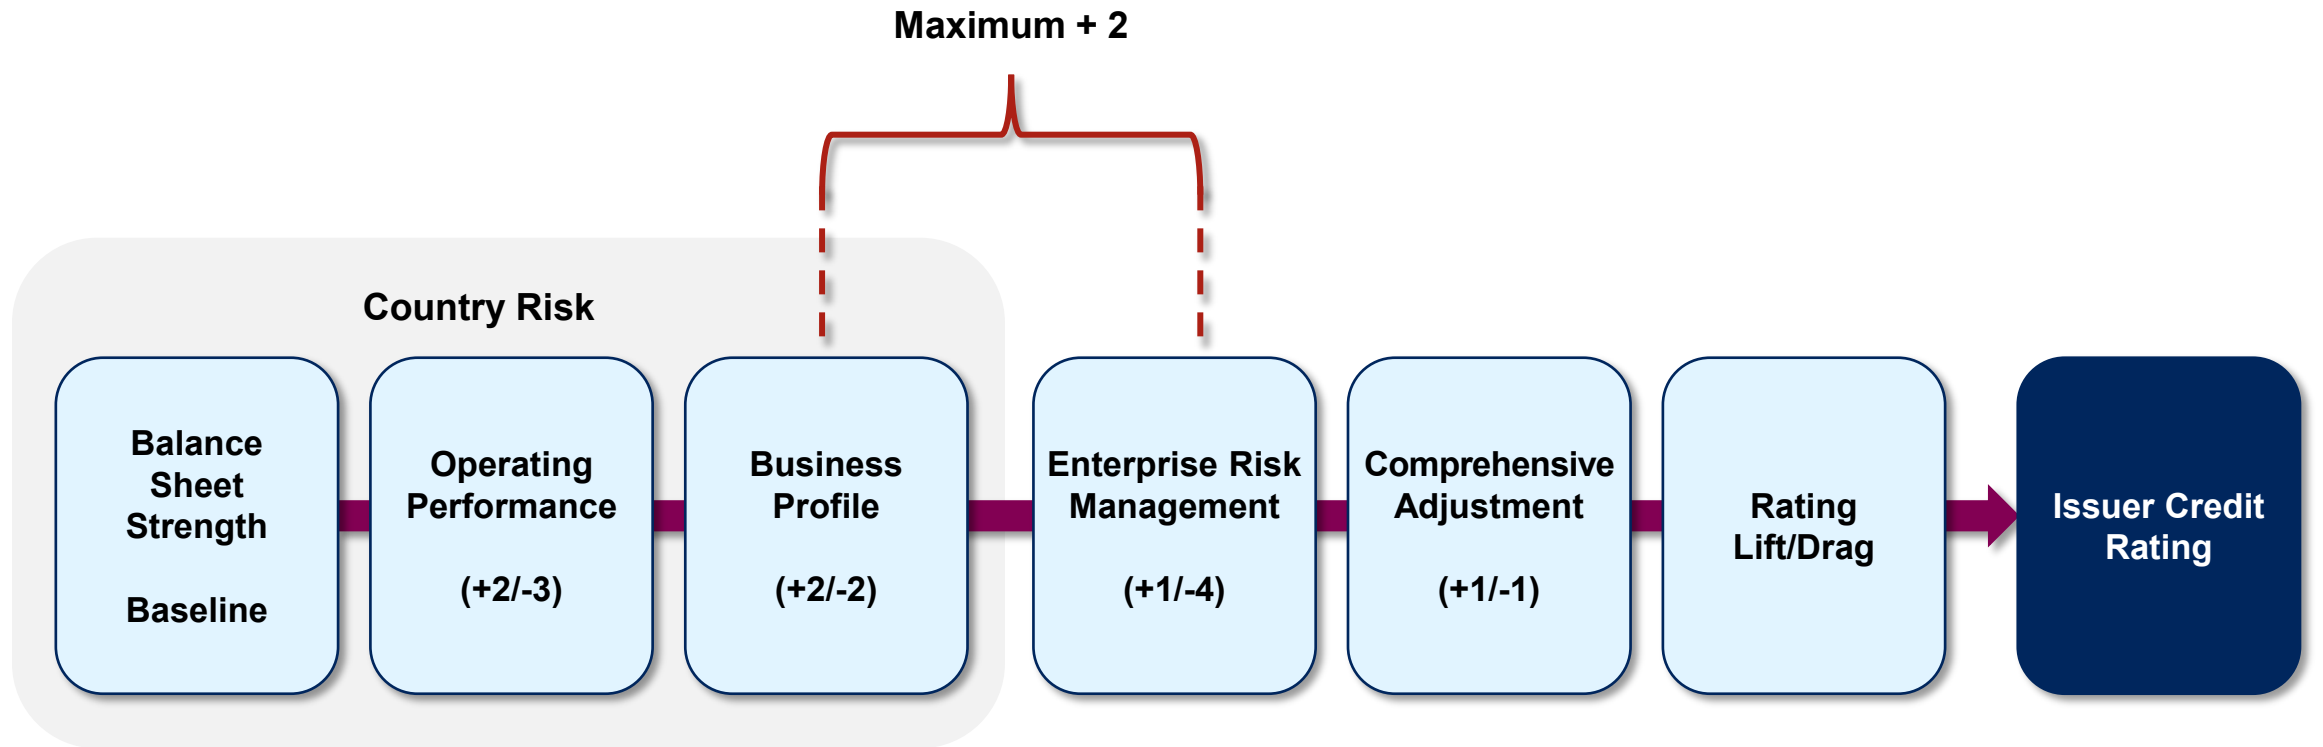 Maximum + 2
Country Risk
Balance
Sheet
Strength
Baseline
Operating
Performance
(+2/-3)
Business
Profile
(+2/-2)
Enterprise Risk
Management
(+1/-4)
Comprehensive
Adjustment
(+1/-1)
Rating
Lift/Drag
Issuer Credit
Rating